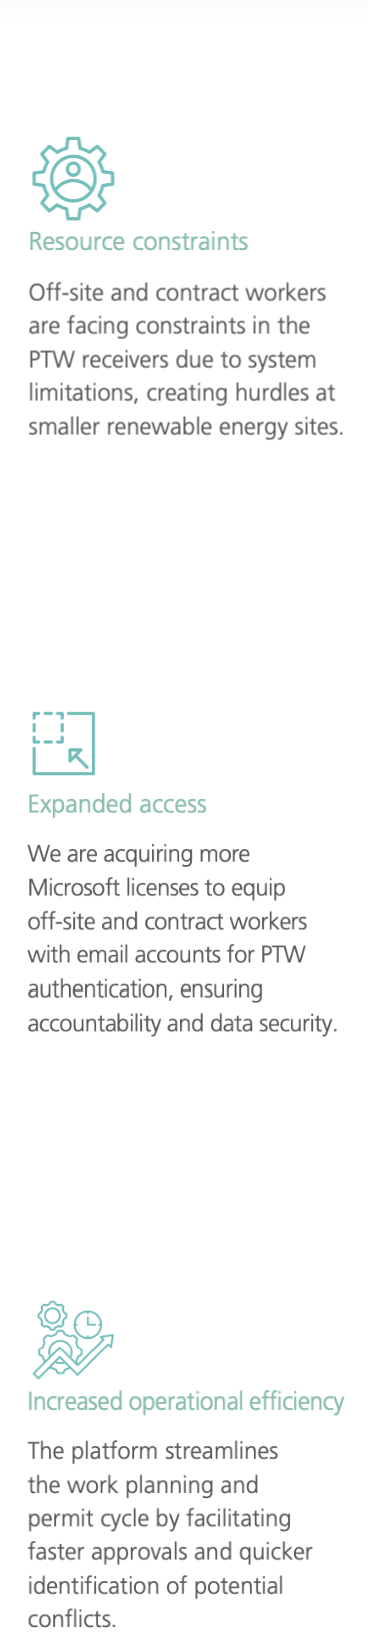 Resource constraints
Off-site and contract workers
are facing constraints in the
PTW receivers due to system
limitations, creating hurdles at
smaller renewable energy sites.
Expanded access
We are acquiring more
Microsoft licenses to equip
off-site and contract workers
with email accounts for PTW
authentication, ensuring
accountability and data security.
Increased operational efficiency
The platform streamlines
the work planning and
permit cycle by facilitating
faster approvals and quicker
identification of potential
conflicts.